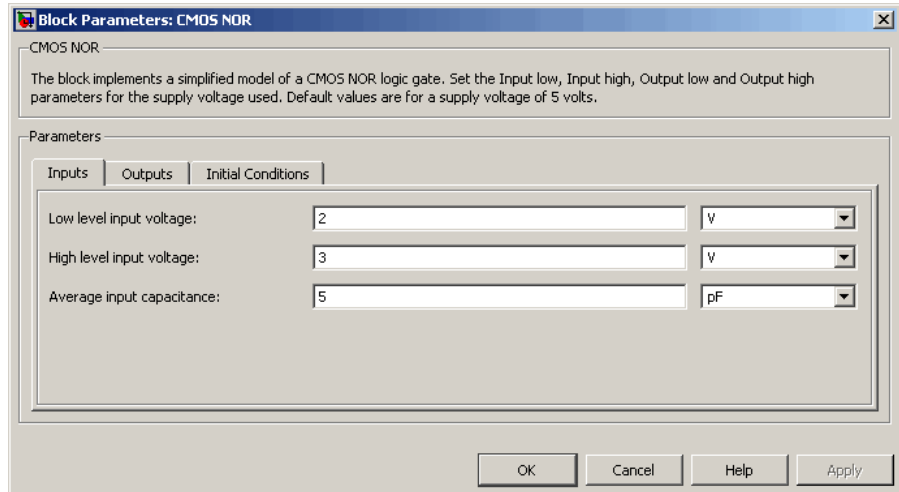 Block Parameters: CMOS NOR
CMOS NOR
The block implements a simplified model of a CMOS NOR logic gate. Set the Input low, Input high, Output low and Output high
parameters for the supply voltage used. Default values are for a supply voltage of 5 volts.
Parameters
Inputs Outputs Initial Conditions
Low level input voltage: 2 V
High level input voltage: 3 V
Average input capacitance: 5 pF
OK Cancel Help Apply